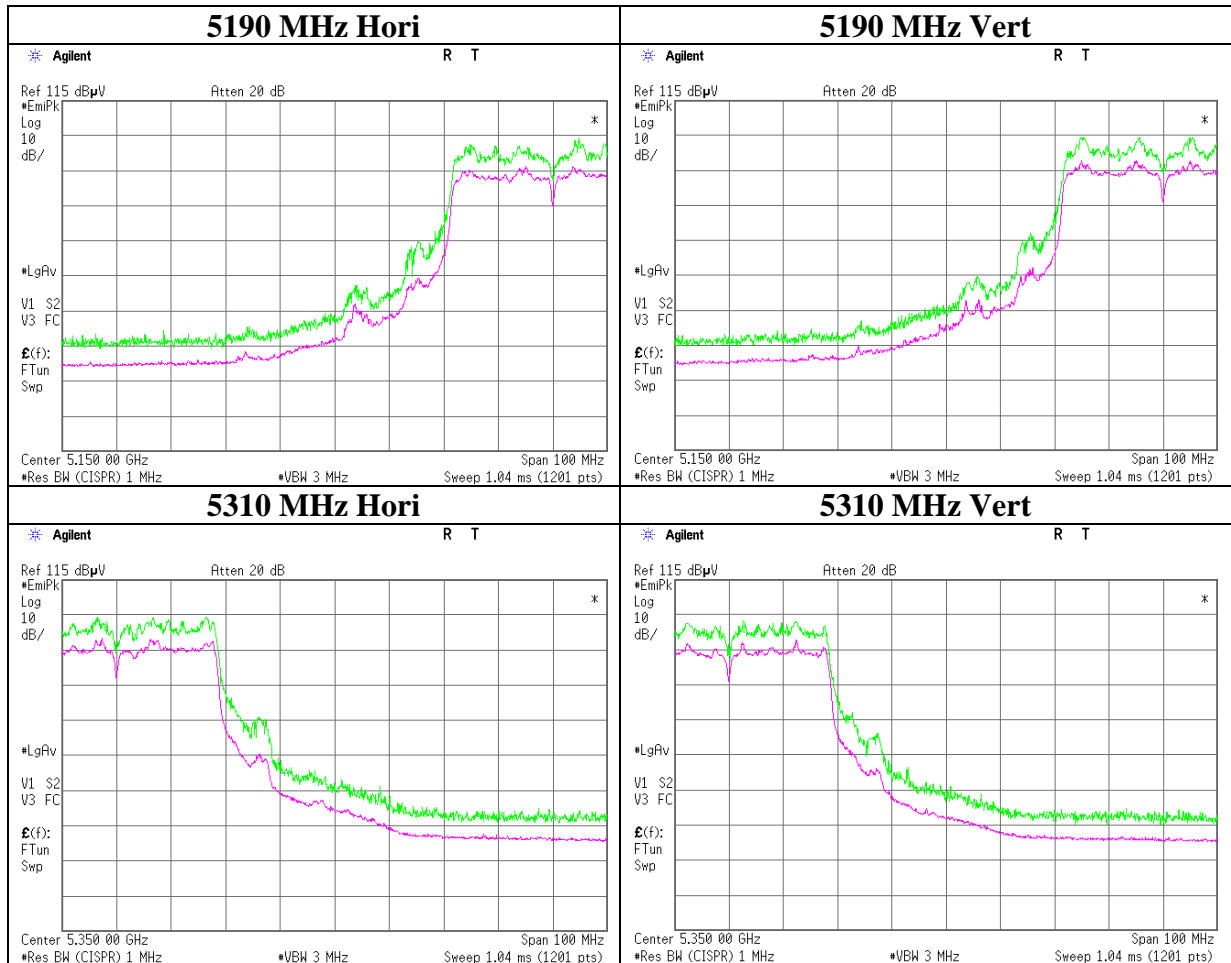 5190 MHz Hori
Agilent
R T
Ref 115 dBµV
Atten 20 dB
#EmiPk
Log
10
dB/
*
#LgAv
V1 S2
V3 FC
£(f):
FTun
Swp
Center 5.150 00 GHz
Span 100 MHz
#Res BW (CISPR) 1 MHz
#VBW 3 MHz
Sweep 1.04 ms (1201 pts)
5190 MHz Vert
Agilent
R T
Ref 115 dBµV
Atten 20 dB
#EmiPk
Log
10
dB/
*
#LgAv
V1 S2
V3 FC
£(f):
FTun
Swp
Center 5.150 00 GHz
Span 100 MHz
#Res BW (CISPR) 1 MHz
#VBW 3 MHz
Sweep 1.04 ms (1201 pts)
5310 MHz Hori
Agilent
R T
Ref 115 dBµV
Atten 20 dB
#EmiPk
Log
10
dB/
*
#LgAv
V1 S2
V3 FC
£(f):
FTun
Swp
Center 5.350 00 GHz
Span 100 MHz
#Res BW (CISPR) 1 MHz
#VBW 3 MHz
Sweep 1.04 ms (1201 pts)
5310 MHz Vert
Agilent
R T
Ref 115 dBµV
Atten 20 dB
#EmiPk
Log
10
dB/
*
#LgAv
V1 S2
V3 FC
£(f):
FTun
Swp
Center 5.350 00 GHz
Span 100 MHz
#Res BW (CISPR) 1 MHz
#VBW 3 MHz
Sweep 1.04 ms (1201 pts)